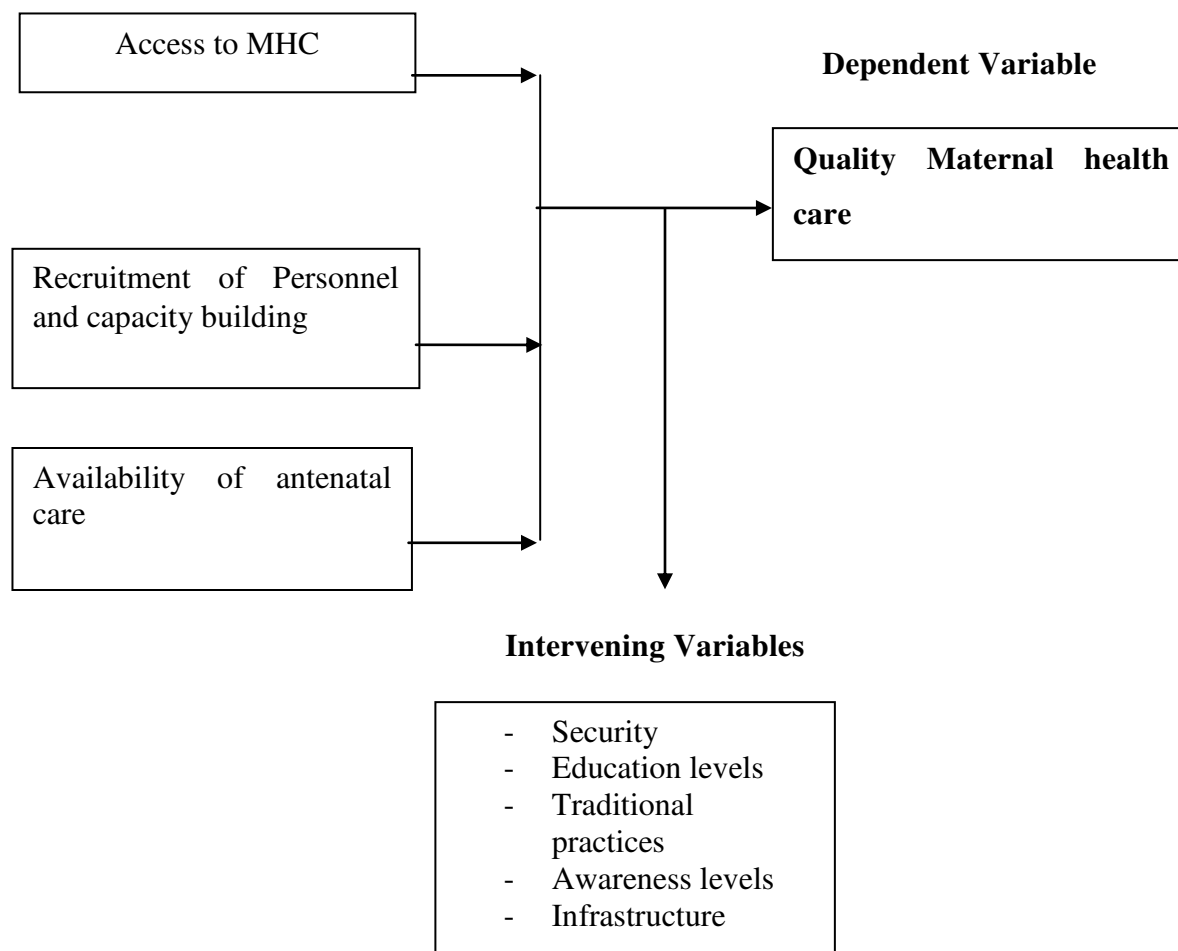 Access to MHC
Dependent Variable
Quality Maternal health
care
Recruitment of Personnel
and capacity building
Availability of antenatal
care
Intervening Variables
- Security
- Education levels
- Traditional
practices
- Awareness levels
- Infrastructure